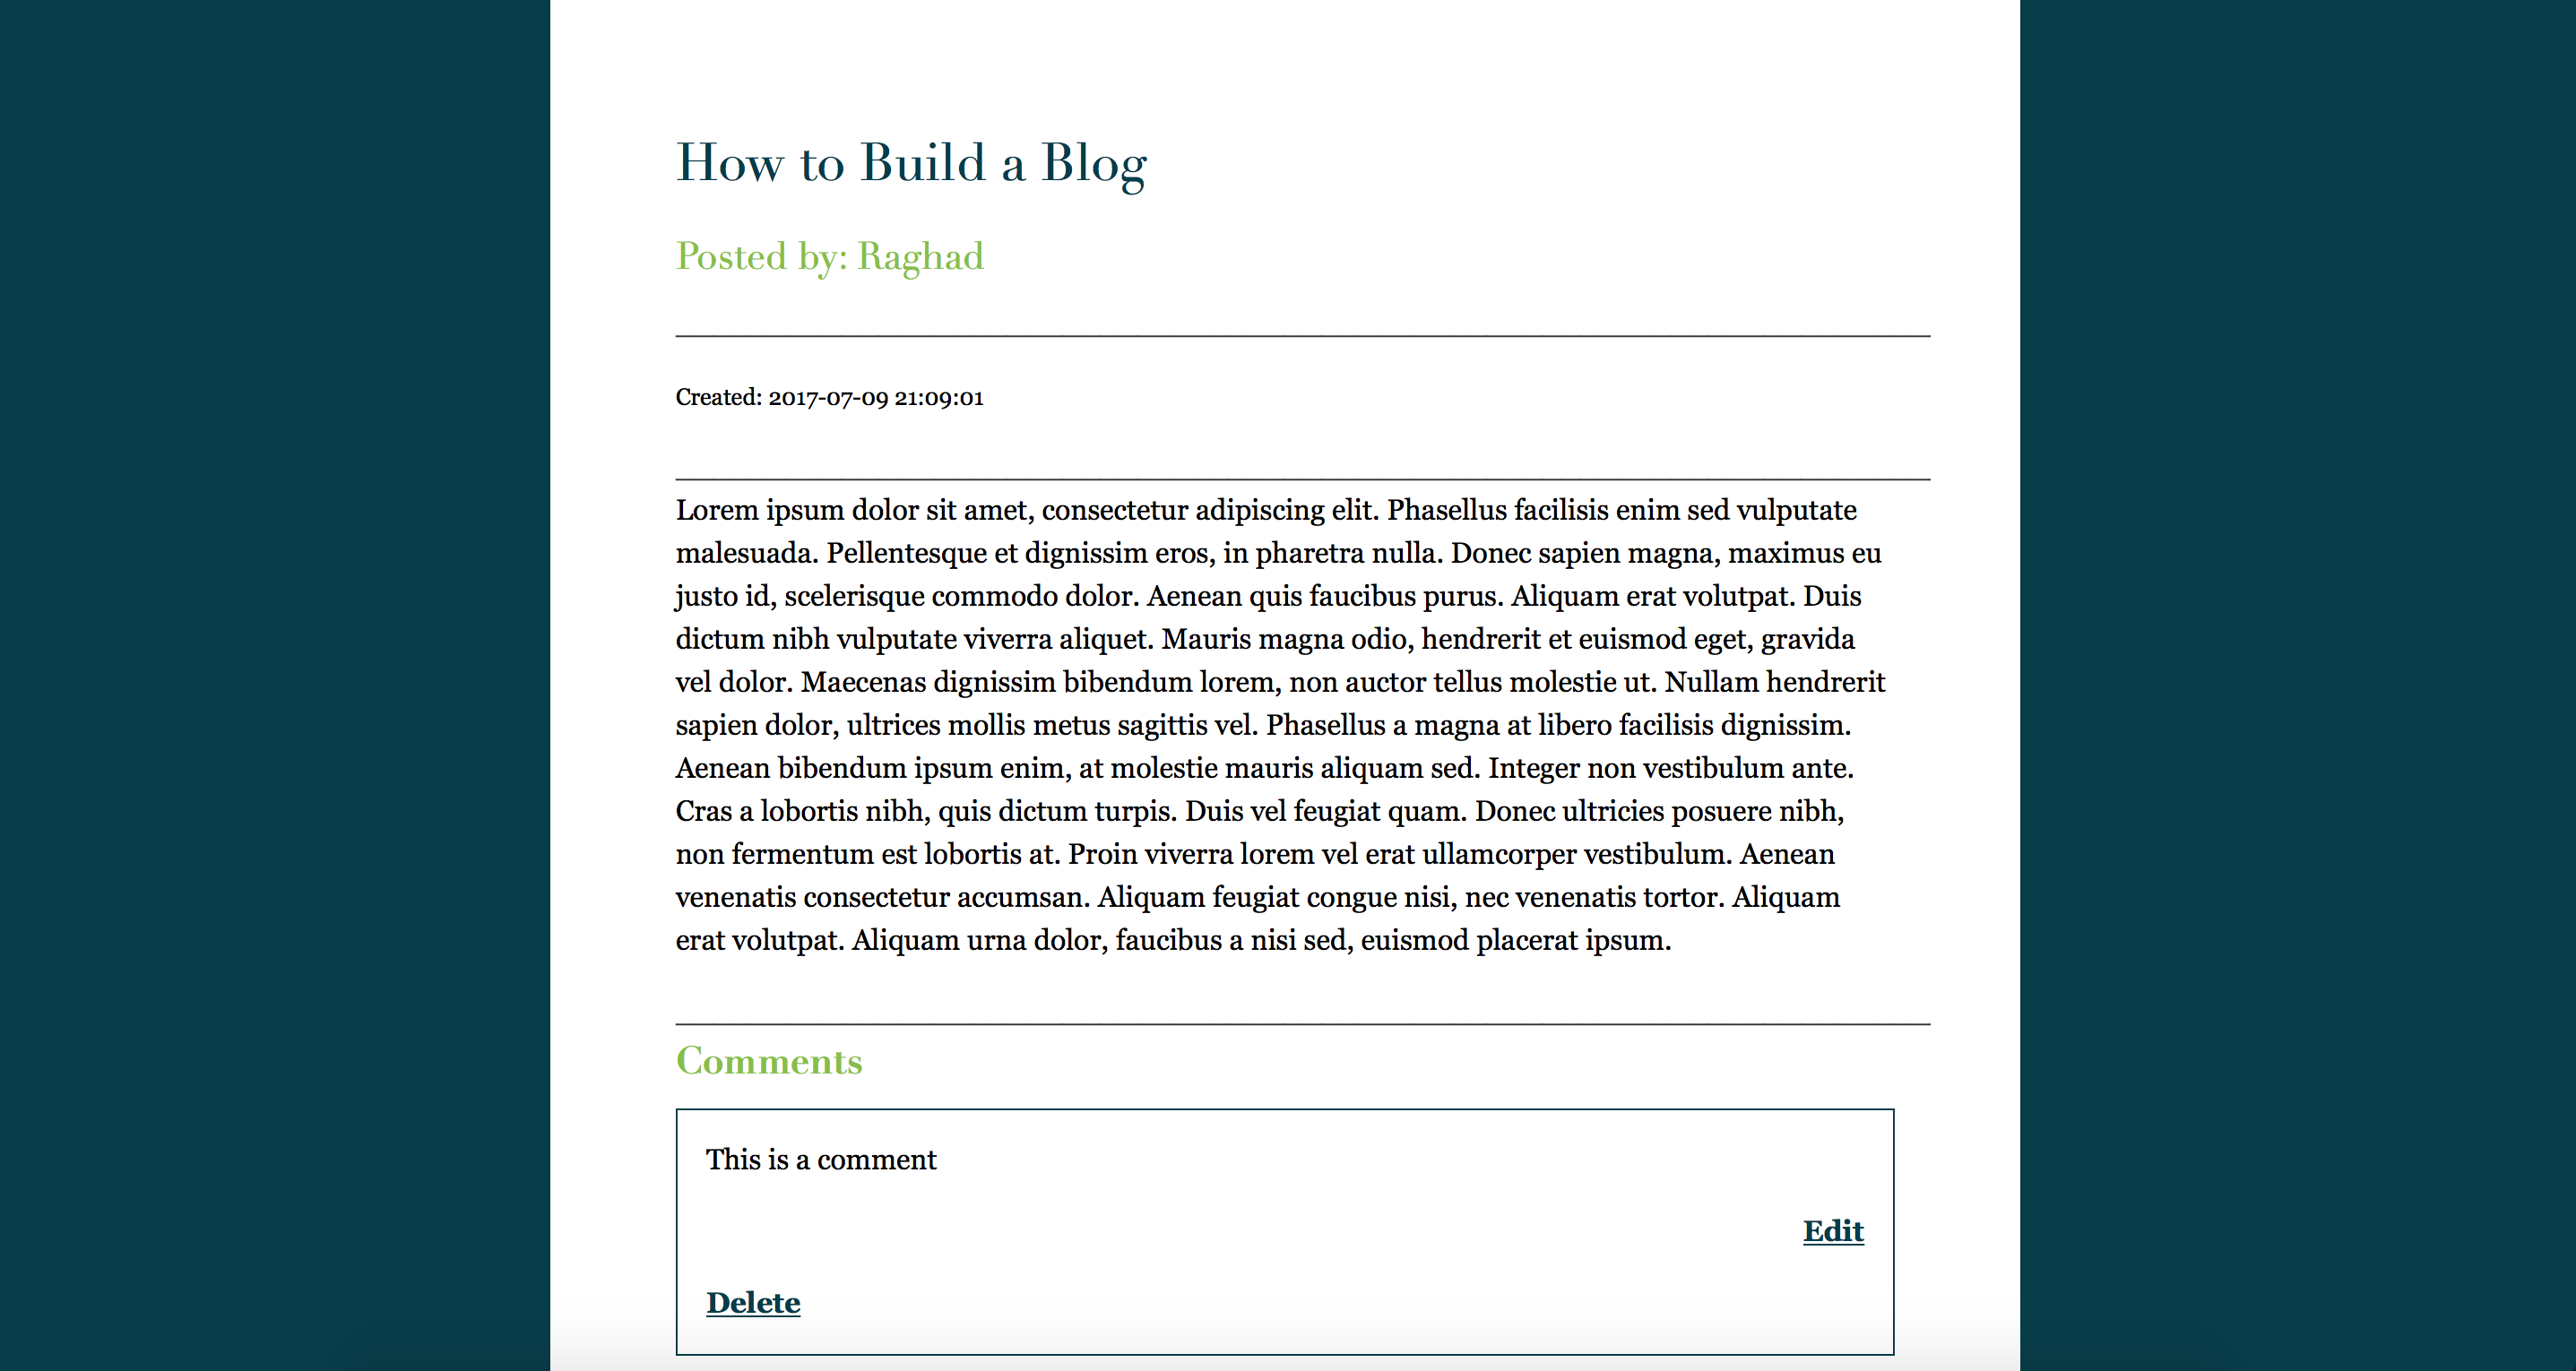 How to Build a Blog
Posted by: Raghad
Created: 2017-07-09 21:09:01
Lorem ipsum dolor sit amet, consectetur adipiscing elit. Phasellus facilisis enim sed vulputate
malesuada. Pellentesque et dignissim eros, in pharetra nulla. Donec sapien magna, maximus eu
justo id, scelerisque commodo dolor. Aenean quis faucibus purus. Aliquam erat volutpat. Duis
dictum nibh vulputate viverra aliquet. Mauris magna odio, hendrerit et euismod eget, gravida
vel dolor. Maecenas dignissim bibendum lorem, non auctor tellus molestie ut. Nullam hendrerit
sapien dolor, ultrices mollis metus sagittis vel. Phasellus a magna at libero facilisis dignissim.
Aenean bibendum ipsum enim, at molestie mauris aliquam sed. Integer non vestibulum ante.
Cras a lobortis nibh, quis dictum turpis. Duis vel feugiat quam. Donec ultricies posuere nibh,
non fermentum est lobortis at. Proin viverra lorem vel erat ullamcorper vestibulum. Aenean
venenatis consectetur accumsan. Aliquam feugiat congue nisi, nec venenatis tortor. Aliquam
erat volutpat. Aliquam urna dolor, faucibus a nisi sed, euismod placerat ipsum.
Comments
This is a comment
Edit
Delete